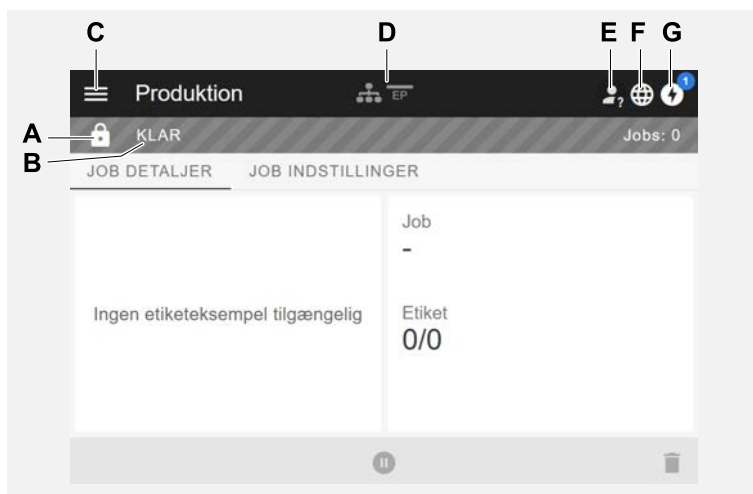 C D E F G
Produktion EP ? 1
A KLAR Jobs: 0
B
JOB DETALJER JOB INDSTILLINGER
Job
-
Ingen etiketeksempel tilgængelig
Etiket
0/0